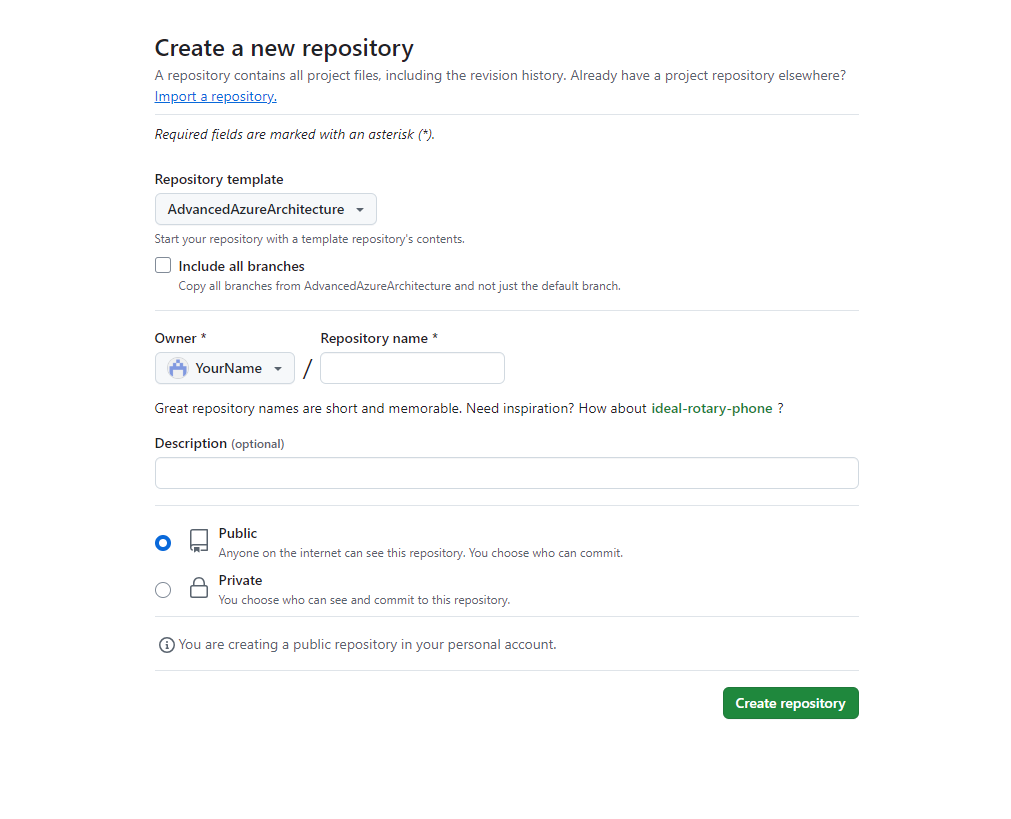 Create a new repository
A repository contains all project files, including the revision history. Already have a project repository elsewhere?
Import a repository.
Required fields are marked with an asterisk (*).
Repository template
AdvancedAzureArchitecture
Start your repository with a template repository's contents.
Include all branches
Copy all branches from AdvancedAzureArchitecture and not just the default branch.
Owner * Repository name *
YourName /
Great repository names are short and memorable. Need inspiration? How about ideal-rotary-phone ?
Description (optional)
Public
Anyone on the internet can see this repository. You choose who can commit.
Private
You choose who can see and commit to this repository.
You are creating a public repository in your personal account.
Create repository